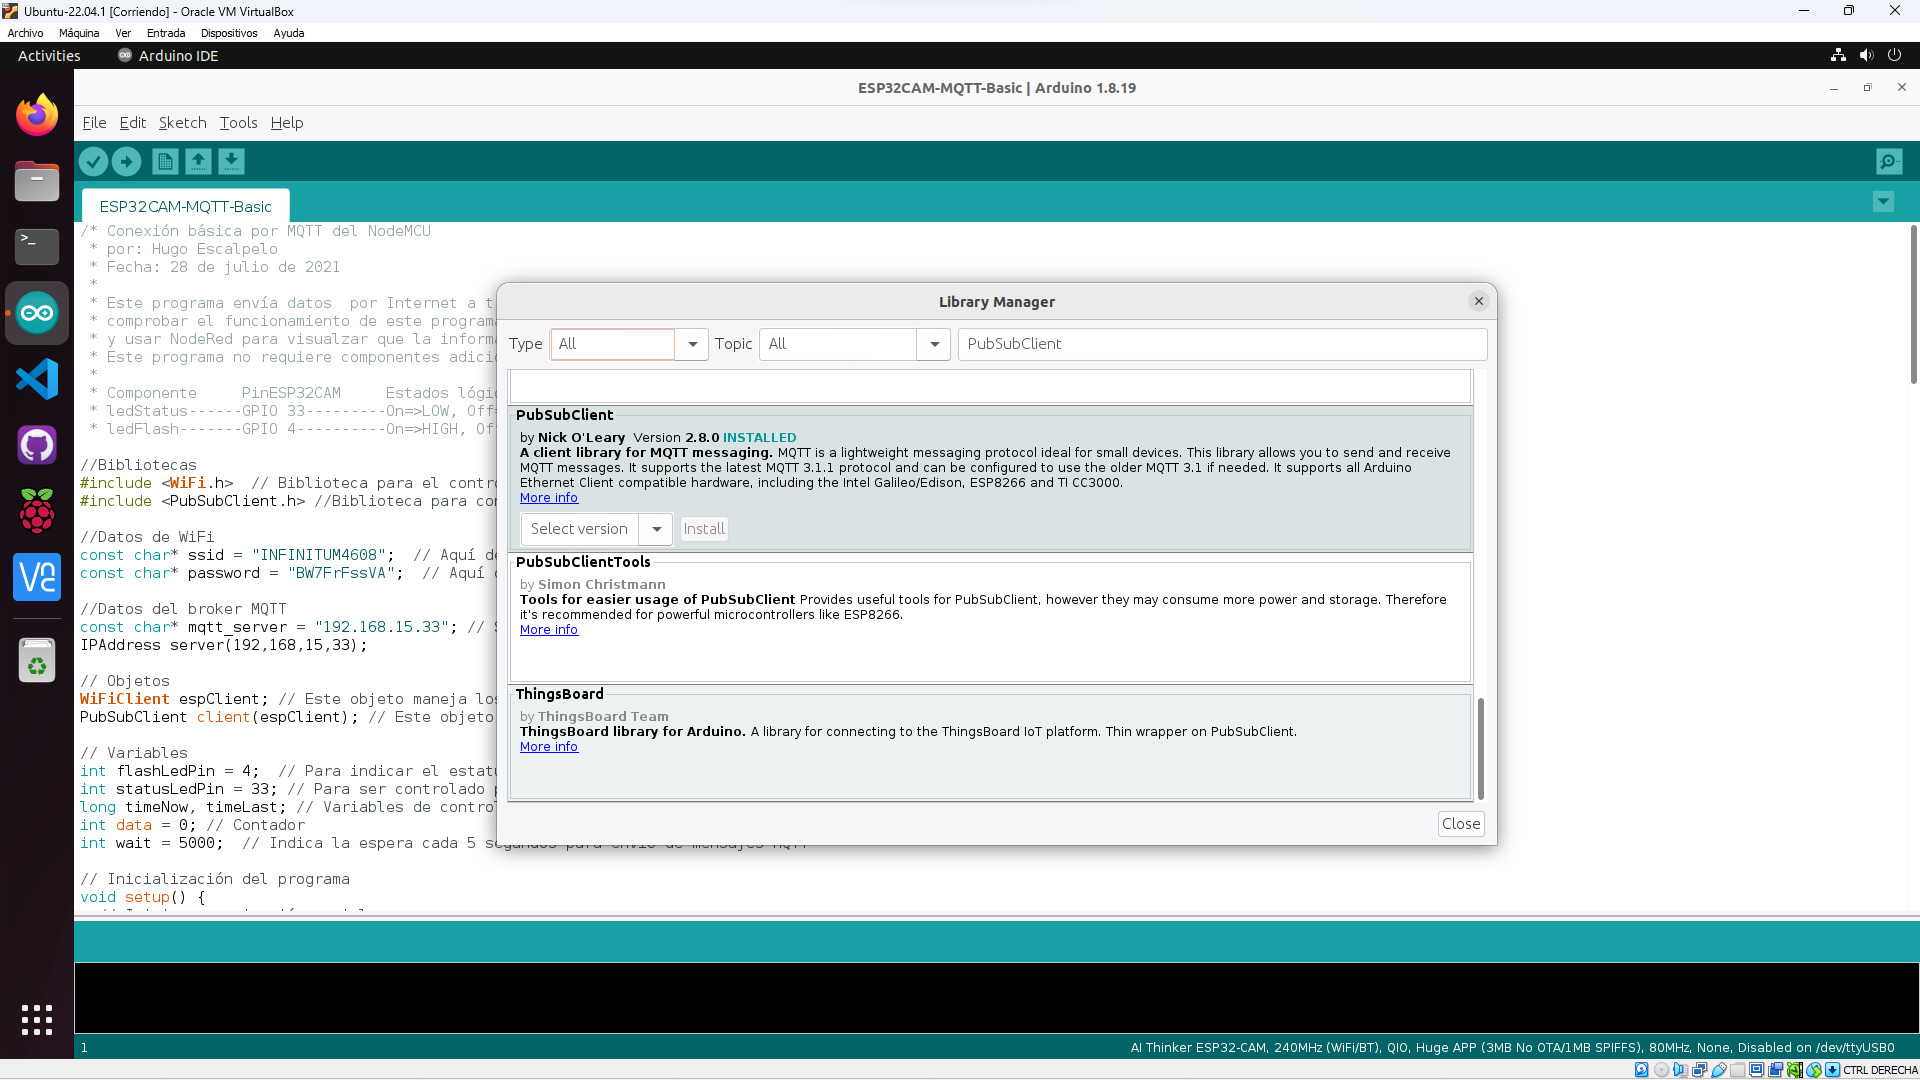 Ubuntu-22.04.1 [Corriendo] - Oracle VM VirtualBox
Archivo Máquina Ver Entrada Dispositivos Ayuda
Activities Arduino IDE
ESP32CAM-MQTT-Basic | Arduino 1.8.19
File Edit Sketch Tools Help
ESP32CAM-MQTT-Basic
/* Conexión básica por MQTT del NodeMCU
* por: Hugo Escalpelo
* Fecha: 28 de julio de 2021
*
* Este programa envía datos  por Internet a t
* comprobar el funcionamiento de este programa
* y usar NodeRed para visualzar que la informa
* Este programa no requiere componentes adicio
*
* Componente     PinESP32CAM     Estados lógic
* ledStatus------GPIO 33----------On=>LOW, Off=
* ledFlash-------GPIO 4----------On=>HIGH, Of
//Bibliotecas
#include <WiFi.h>  // Biblioteca para el contro
#include <PubSubClient.h> //Biblioteca para con
//Datos de WiFi
const char* ssid = "INFINITUM4608";  // Aquí de
const char* password = "BW7FrFssVA";  // Aquí
//Datos del broker MQTT
const char* mqtt_server = "192.168.15.33"; //
IPAddress server(192,168,15,33);
// Objetos
WiFiClient espClient; // Este objeto maneja los
PubSubClient client(espClient); // Este objeto
// Variables
int flashLedPin = 4;  // Para indicar el estatu
int statusLedPin = 33; // Para ser controlado
long timeNow, timeLast; // Variables de control
int data = 0; // Contador
int wait = 5000;  // Indica la espera cada 5 segundos para envío de mensajes MQTT
// Inicialización del programa
void setup() {
Library Manager
Type All Topic All PubSubClient
PubSubClient
by Nick O'Leary Version 2.8.0 INSTALLED
A client library for MQTT messaging. MQTT is a lightweight messaging protocol ideal for small devices. This library allows you to send and receive
MQTT messages. It supports the latest MQTT 3.1.1 protocol and can be configured to use the older MQTT 3.1 if needed. It supports all Arduino
Ethernet Client compatible hardware, including the Intel Galileo/Edison, ESP8266 and TI CC3000.
More info
Select version Install
PubSubClientTools
by Simon Christmann
Tools for easier usage of PubSubClient Provides useful tools for PubSubClient, however they may consume more power and storage. Therefore
it's recommended for powerful microcontrollers like ESP8266.
More info
ThingsBoard
by ThingsBoard Team
ThingsBoard library for Arduino. A library for connecting to the ThingsBoard IoT platform. Thin wrapper on PubSubClient.
More info
Close
1 AI Thinker ESP32-CAM, 240MHz (WiFi/BT), QIO, Huge APP (3MB No OTA/1MB SPIFFS), 80MHz, None, Disabled on /dev/ttyUSB0
CTRL DERECHA